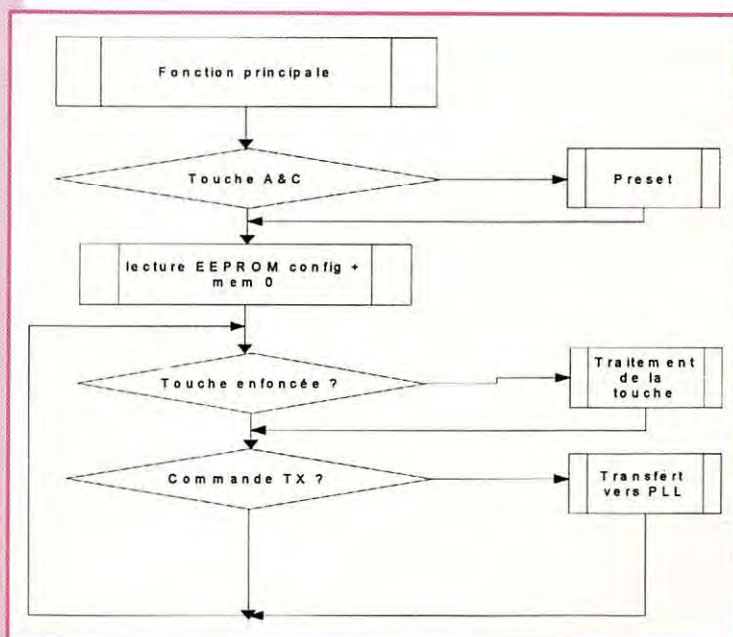 Fonction principale
Touche A&C
Preset
lecture EEPROM config +
mem 0
Touche enfoncée ?
Traitement
de la
touche
Commande TX ?
Transfert
vers PLL